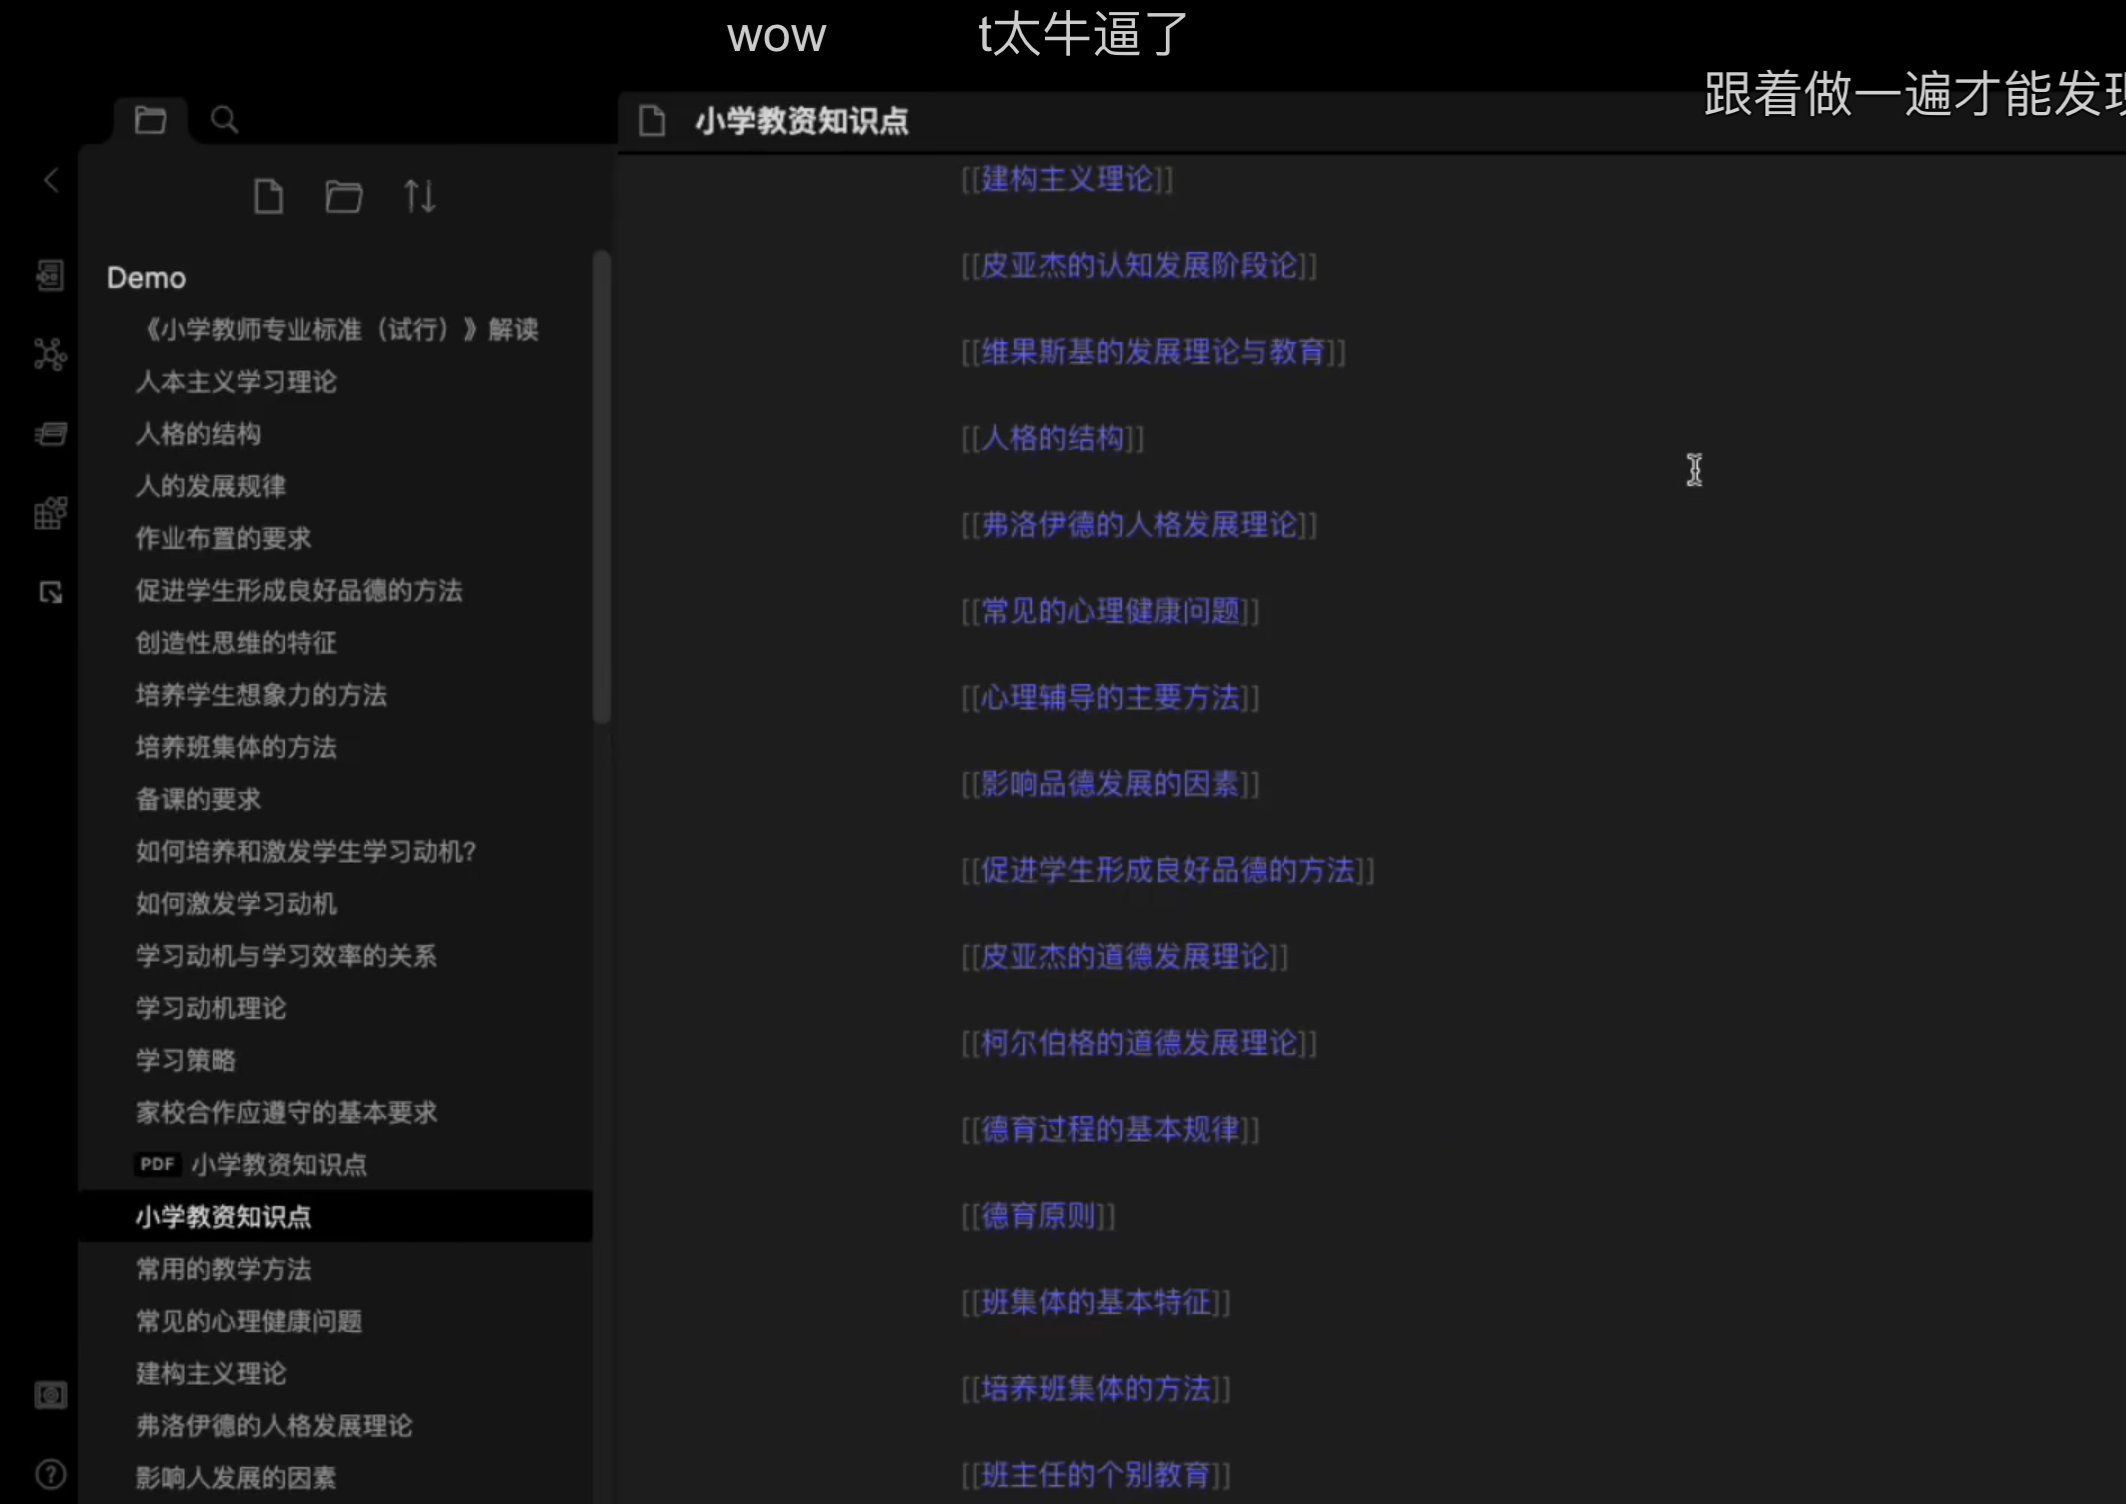 wow
t太牛逼了
跟着做一遍才能发现
小学教资知识点
Demo
《小学教师专业标准（试行）》解读
人本主义学习理论
人格的结构
人的发展规律
作业布置的要求
促进学生形成良好品德的方法
创造性思维的特征
培养学生想象力的方法
培养班集体的方法
备课的要求
如何培养和激发学生学习动机?
如何激发学习动机
学习动机与学习效率的关系
学习动机理论
学习策略
家校合作应遵守的基本要求
PDF 小学教资知识点
小学教资知识点
常用的教学方法
常见的心理健康问题
建构主义理论
弗洛伊德的人格发展理论
影响人发展的因素
[[建构主义理论]]
[[皮亚杰的认知发展阶段论]]
[[维果斯基的发展理论与教育]]
[[人格的结构]]
[[弗洛伊德的人格发展理论]]
[[常见的心理健康问题]]
[[心理辅导的主要方法]]
[[影响品德发展的因素]]
[[促进学生形成良好品德的方法]]
[[皮亚杰的道德发展理论]]
[[柯尔伯格的道德发展理论]]
[[德育过程的基本规律]]
[[德育原则]]
[[班集体的基本特征]]
[[培养班集体的方法]]
[[班主任的个别教育]]